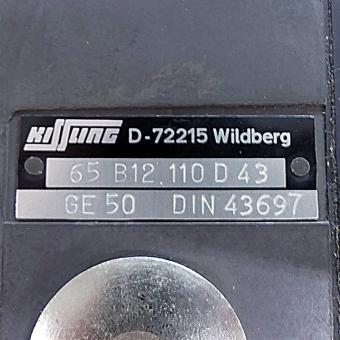 KISSLING D-72215 Wildberg
65 B12.110 D 43
GE 50 DIN 43697